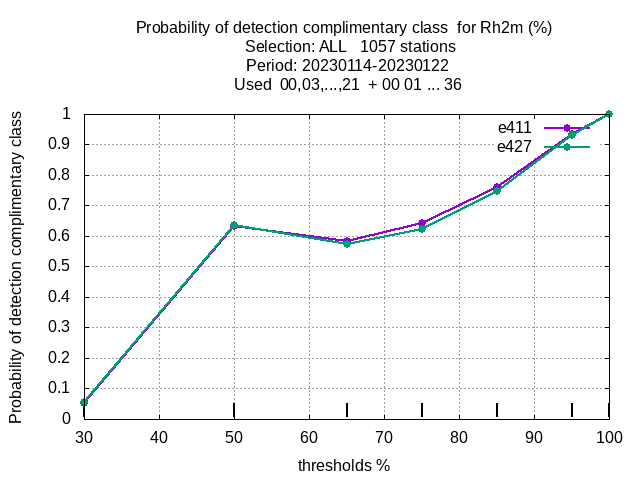 Probability of detection complimentary class  for Rh2m (%)
Selection: ALL   1057 stations
Period: 20230114-20230122
Used  00,03,...,21  + 00 01 ... 36
Probability of detection complimentary class
e411
e427
1
0.9
0.8
0.7
0.6
0.5
0.4
0.3
0.2
0.1
0
30 40 50 60 70 80 90 100
thresholds %